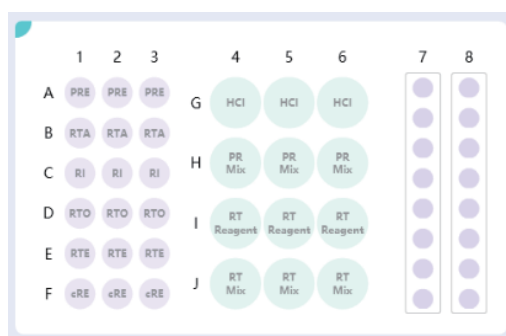 1 2 3 4 5 6 7 8
A PRE PRE PRE
G HCl HCl HCl
B RTA RTA RTA
H PR Mix PR Mix PR Mix
C RI RI RI
D RTO RTO RTO
I RT Reagent RT Reagent RT Reagent
E RTE RTE RTE
J RT Mix RT Mix RT Mix
F cRE cRE cRE